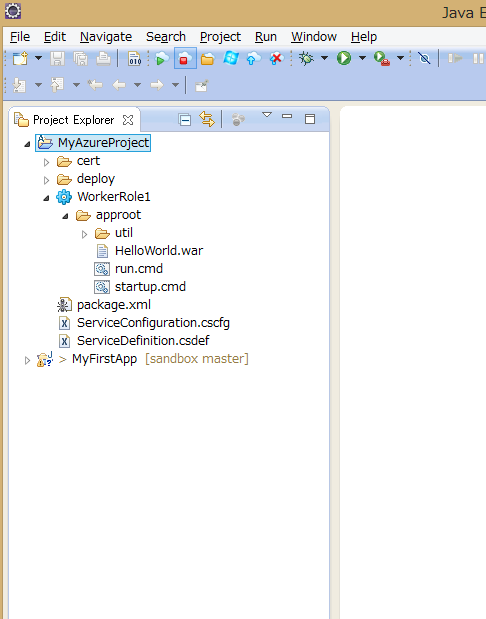 Java E
File Edit Navigate Search Project Run Window Help
Project Explorer
MyAzureProject
cert
deploy
WorkerRole1
approot
util
HelloWorld.war
run.cmd
startup.cmd
package.xml
ServiceConfiguration.cscfg
ServiceDefinition.csdef
> MyFirstApp [sandbox master]